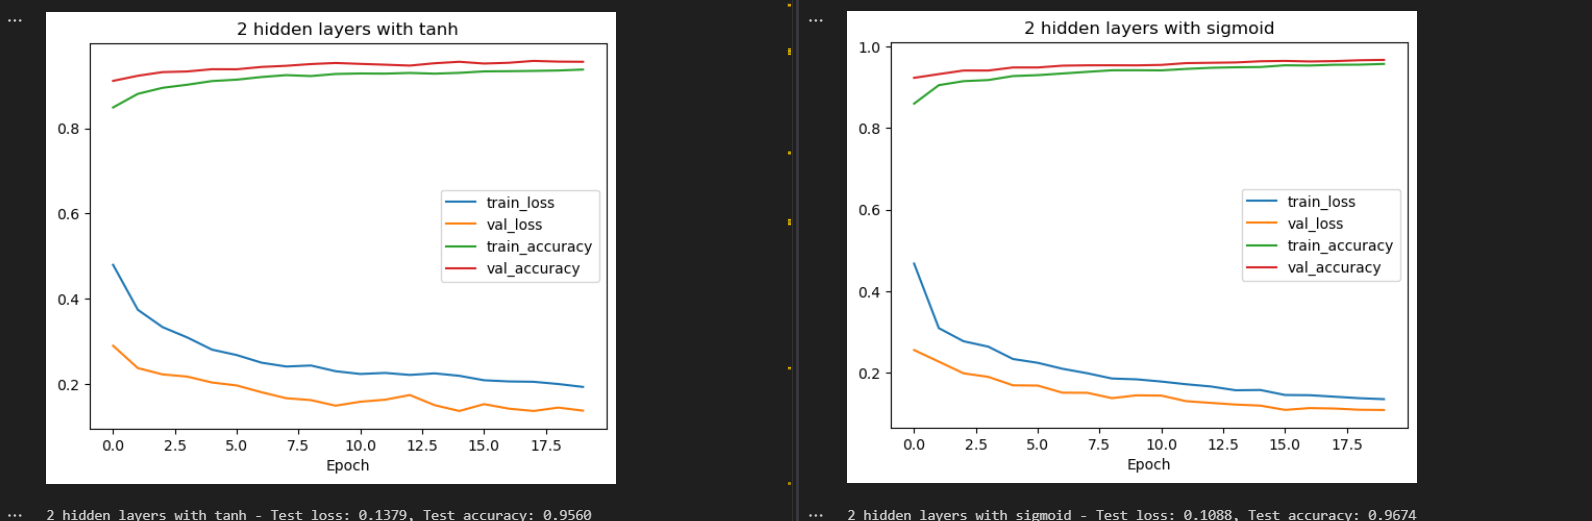 2 hidden layers with tanh
0.8
0.6
0.4
0.2
train_loss
val_loss
train_accuracy
val_accuracy
0.0 2.5 5.0 7.5 10.0 12.5 15.0 17.5
Epoch
2 hidden layers with tanh - Test loss: 0.1379, Test accuracy: 0.9560
2 hidden layers with sigmoid
1.0
0.8
0.6
0.4
0.2
train_loss
val_loss
train_accuracy
val_accuracy
0.0 2.5 5.0 7.5 10.0 12.5 15.0 17.5
Epoch
2 hidden layers with sigmoid - Test loss: 0.1088, Test accuracy: 0.9674